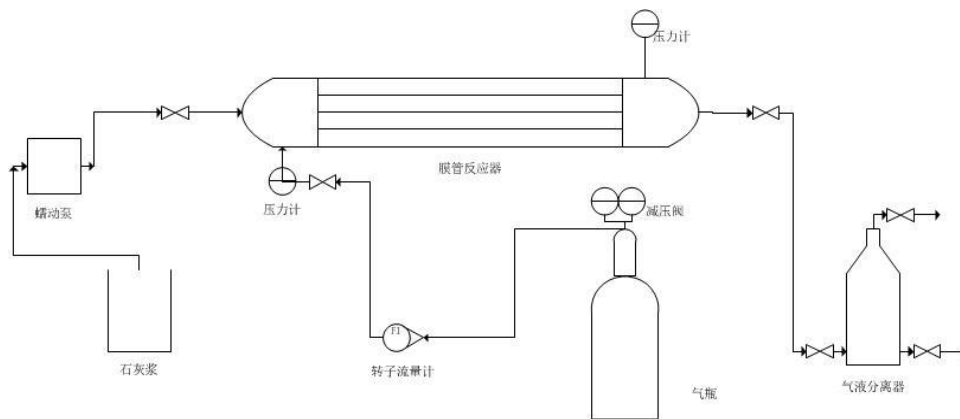 压力计
膜管反应器
蠕动泵
压力计
减压阀
石灰浆
FI
转子流量计
气瓶
气液分离器